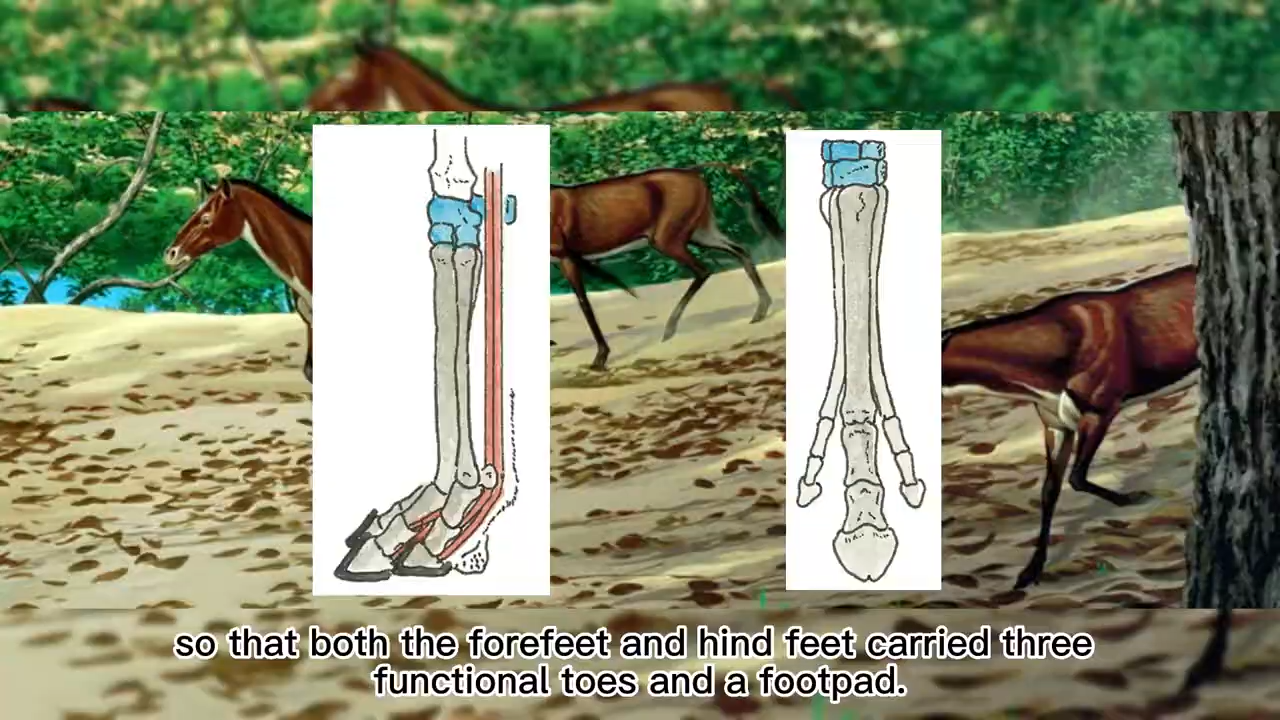 so that both the forefeet and hind feet carried three
functional toes and a footpad.